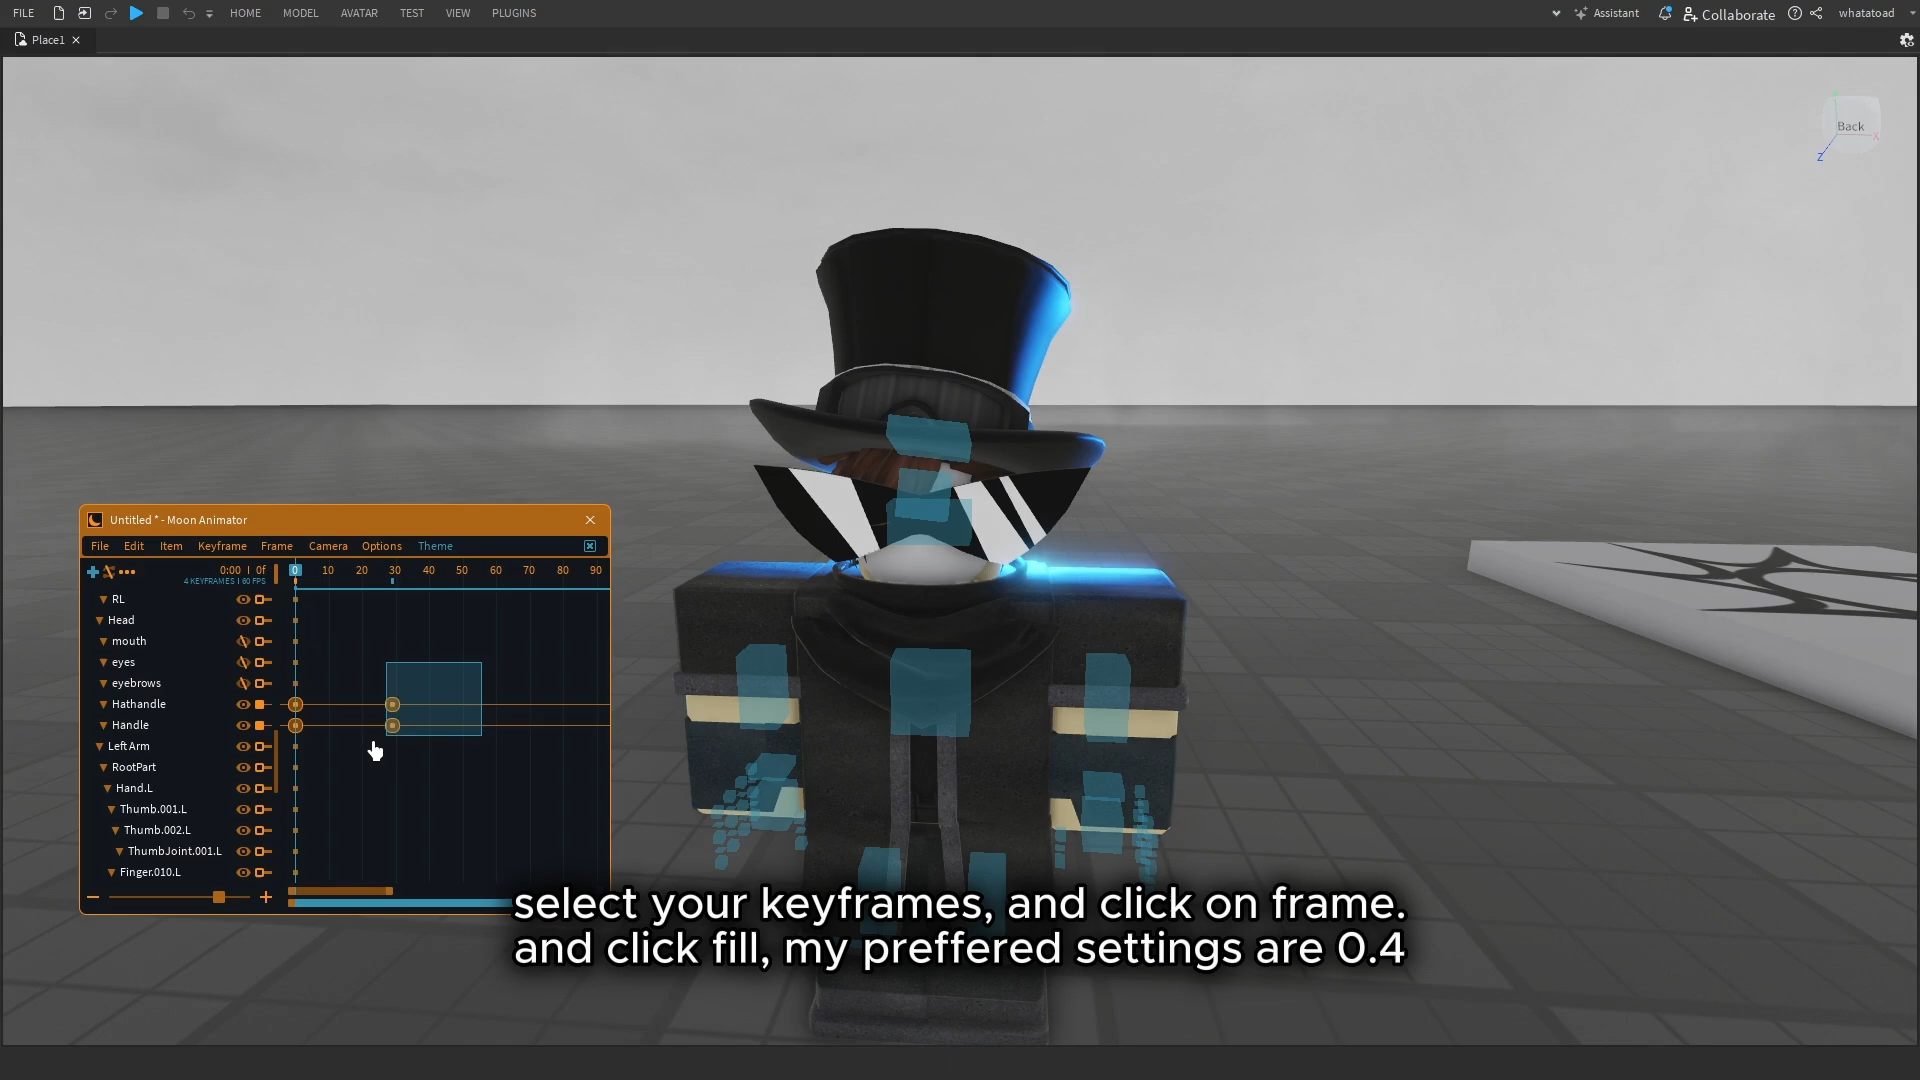 FILE HOME MODEL AVATAR TEST VIEW PLUGINS Assistant Collaborate whatatoad
Place1
Back
X
Z
Untitled * - Moon Animator
File Edit Item Keyframe Frame Camera Options Theme
0:00 | 0f 0 10 20 30 40 50 60 70 80 90
4 KEYFRAMES | 60 FPS
RL
Head
mouth
eyes
eyebrows
Hathandle
Handle
Left Arm
RootPart
Hand.L
Thumb.001.L
Thumb.002.L
ThumbJoint.001.L
Finger.010.L
select your keyframes, and click on frame.
and click fill, my preffered settings are 0.4